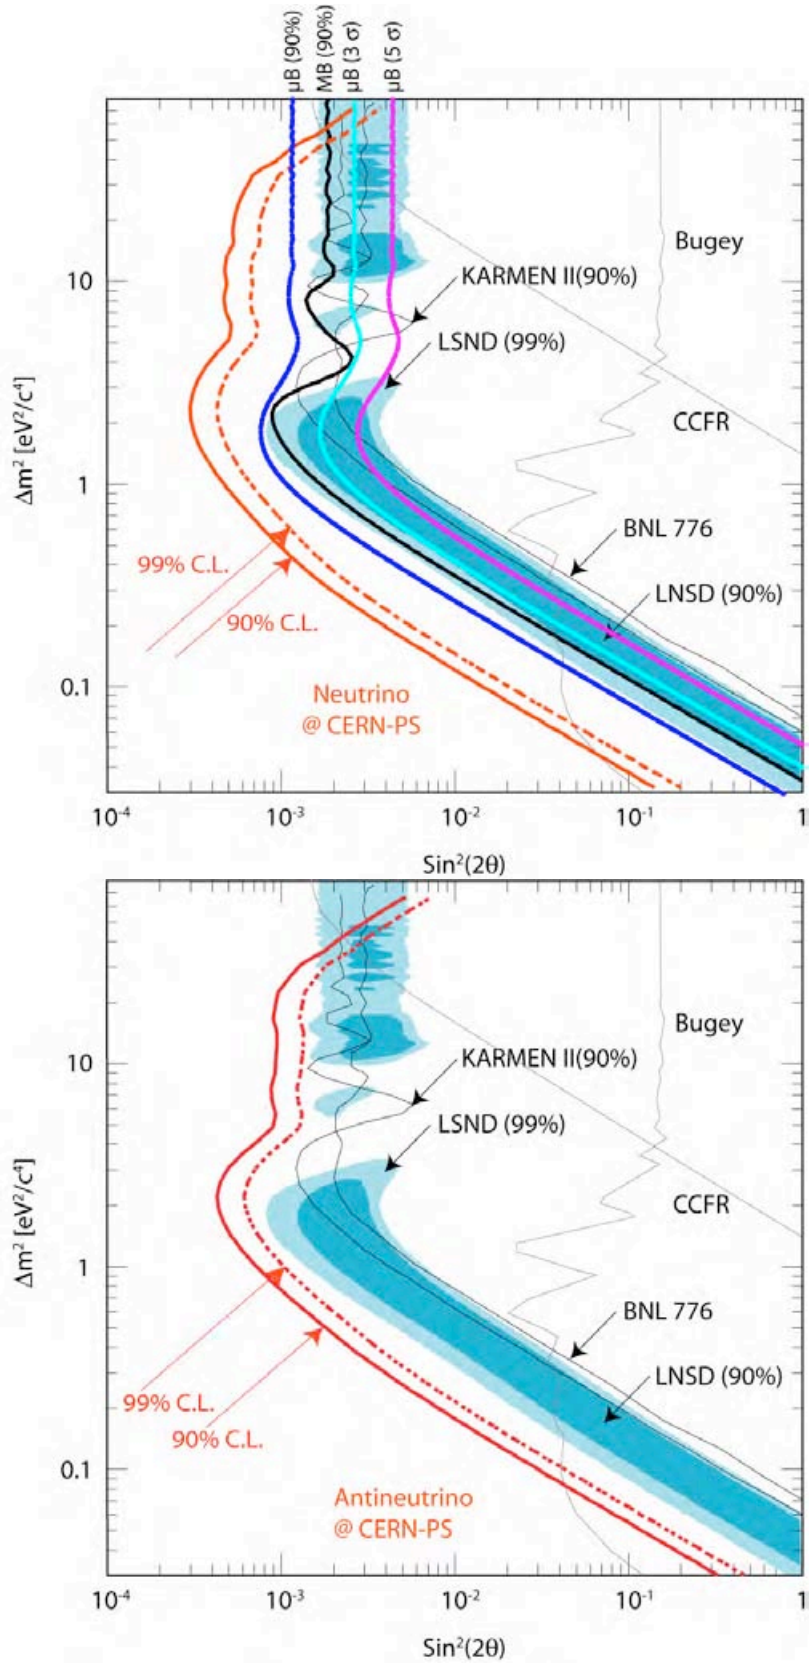 μB (90%)
MB (90%)
μB (3 σ)
μB (5 σ)
Bugey
10
KARMEN II(90%)
LSND (99%)
Δm² [eV²/c⁴]
CCFR
1
BNL 776
99% C.L.
LNSD (90%)
90% C.L.
0.1
Neutrino
@ CERN-PS
10⁻⁴
10⁻³
10⁻²
10⁻¹
1
Sin²(2θ)
Bugey
10
KARMEN II(90%)
LSND (99%)
Δm² [eV²/c⁴]
CCFR
1
BNL 776
LNSD (90%)
99% C.L.
90% C.L.
0.1
Antineutrino
@ CERN-PS
10⁻⁴
10⁻³
10⁻²
10⁻¹
1
Sin²(2θ)